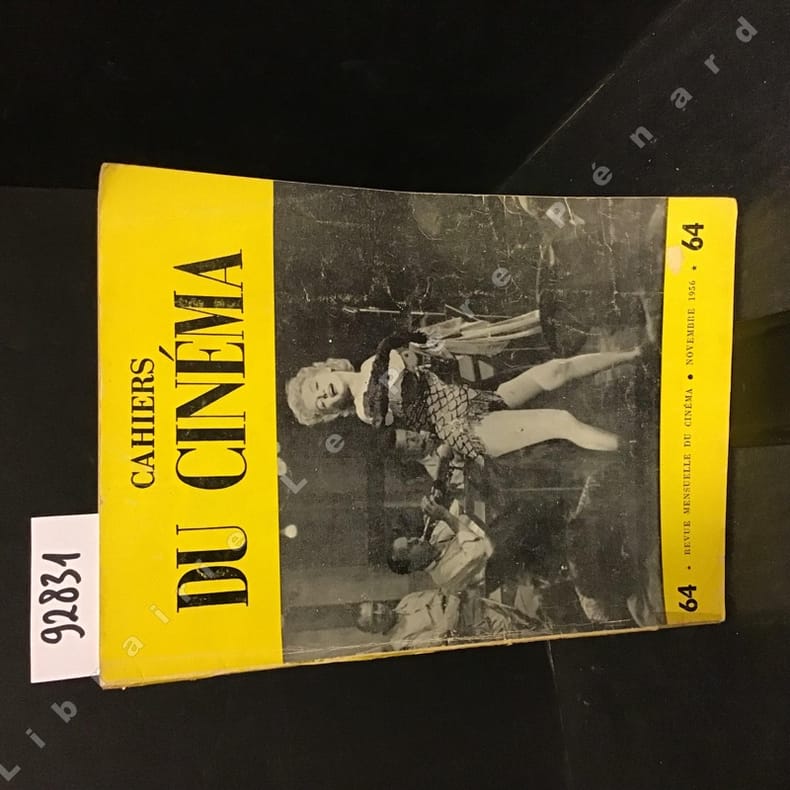 CAHIERS
DU CINÉMA
64 • REVUE MENSUELLE DU CINÉMA • NOVEMBRE 1956 • 64
92831
Librairie Le Père Pénard